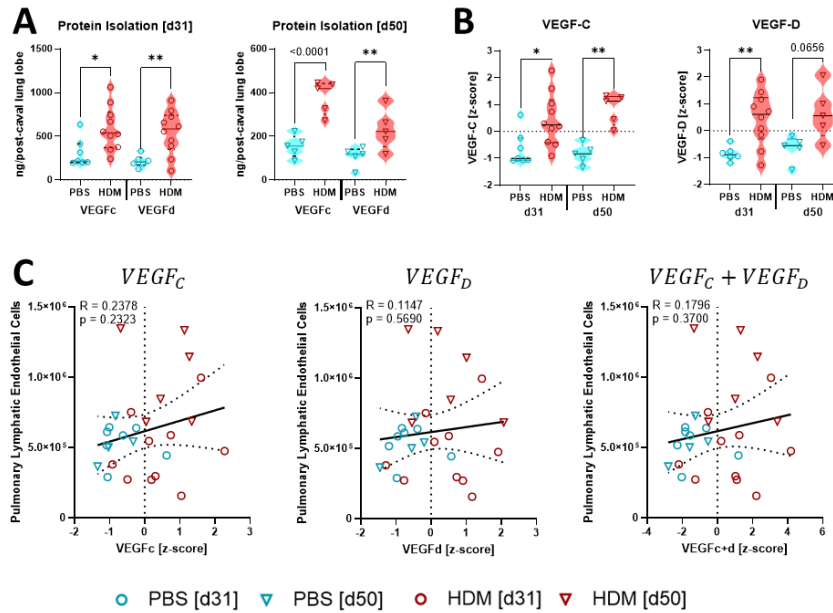 A
Protein Isolation [d31]
ng/post-caval lung lobe
1500
1000
500
0
*
**
PBS HDM PBS HDM
VEGFc VEGFd
Protein Isolation [d50]
ng/post-caval lung lobe
600
400
200
0
<0.0001
**
PBS HDM PBS HDM
VEGFc VEGFd
B
VEGF-C
VEGF-C [z-score]
3
2
1
0
-1
-2
*
**
PBS HDM PBS HDM
d31 d50
VEGF-D
VEGF-D [z-score]
3
2
1
0
-1
-2
**
0.0656
PBS HDM PBS HDM
d31 d50
C
VEGF_C
Pulmonary Lymphatic Endothelial Cells
1.5×10⁶
1.0×10⁶
5.0×10⁵
0
R = 0.2378
p = 0.2323
-2 -1 0 1 2 3
VEGFc [z-score]
VEGF_D
Pulmonary Lymphatic Endothelial Cells
1.5×10⁶
1.0×10⁶
5.0×10⁵
0
R = 0.1147
p = 0.5690
-2 -1 0 1 2 3
VEGFd [z-score]
VEGF_C + VEGF_D
Pulmonary Lymphatic Endothelial Cells
1.5×10⁶
1.0×10⁶
5.0×10⁵
0
R = 0.1796
p = 0.3700
-4 -2 0 2 4 6
VEGFc+d [z-score]
PBS [d31] PBS [d50] HDM [d31] HDM [d50]